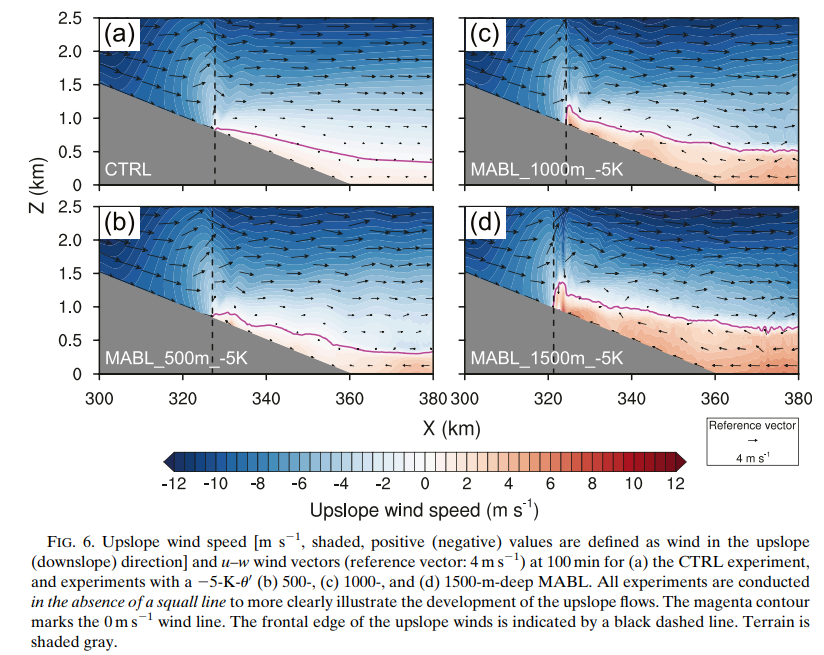 (a)
(c)
2.5
2.0
1.5
1.0
0.5
0
CTRL
MABL_1000m_-5K
Z (km)
(b)
(d)
2.5
2.0
1.5
1.0
0.5
0
MABL_500m_-5K
MABL_1500m_-5K
300 320 340 360 380 300 320 340 360 380
X (km)
Reference vector
4 m s⁻¹
-12 -10 -8 -6 -4 -2 0 2 4 6 8 10 12
Upslope wind speed (m s⁻¹)
FIG. 6. Upslope wind speed [m s⁻¹, shaded, positive (negative) values are defined as wind in the upslope
(downslope) direction] and u–w wind vectors (reference vector: 4 m s⁻¹) at 100 min for (a) the CTRL experiment,
and experiments with a −5-K-θ′ (b) 500-, (c) 1000-, and (d) 1500-m-deep MABL. All experiments are conducted
in the absence of a squall line to more clearly illustrate the development of the upslope flows. The magenta contour
marks the 0 m s⁻¹ wind line. The frontal edge of the upslope winds is indicated by a black dashed line. Terrain is
shaded gray.